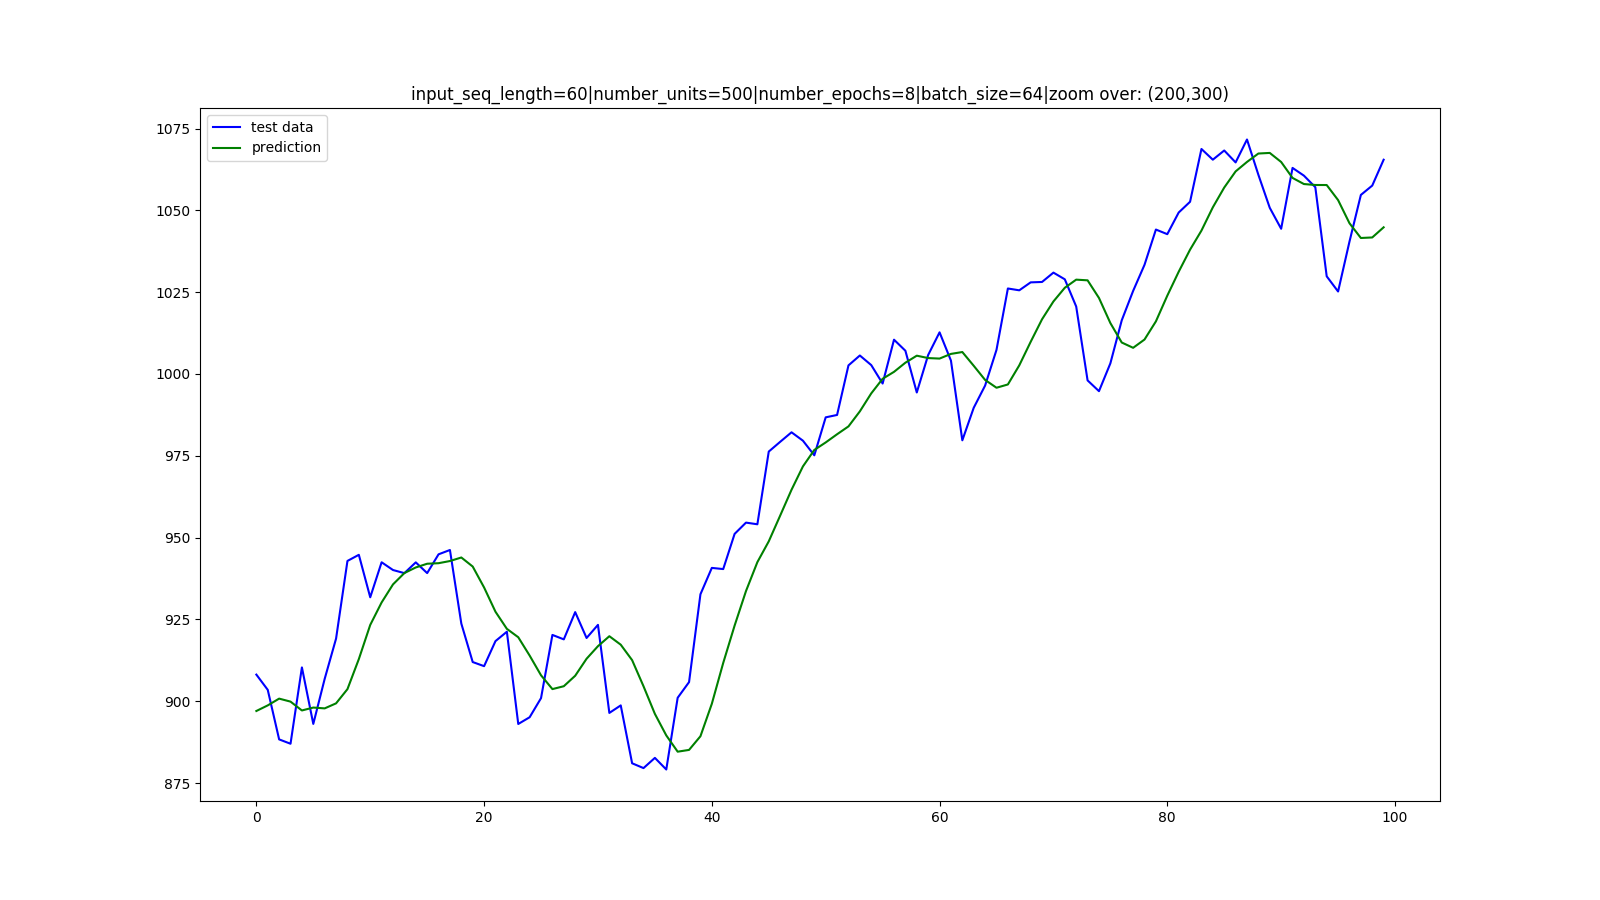 input_seq_length=60|number_units=500|number_epochs=8|batch_size=64|zoom over: (200,300)
test data
prediction
1075
1050
1025
1000
975
950
925
900
875
0 20 40 60 80 100